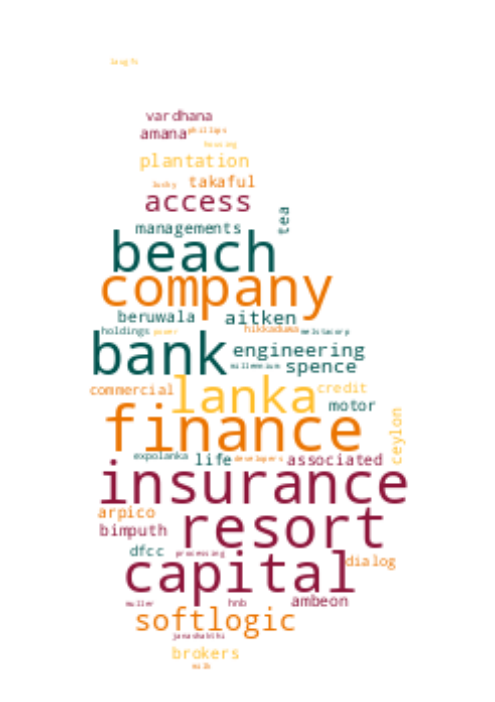 vardhana
amana phillips
housing
plantation
lucky takaful
access
tea
managements
beach
company
beruwala aitken
holdings power hikkaduwa melstacorp
bank engineering
millennium spence
commercial lanka credit
motor
finance ceylon
expolanka life developers associated
insurance
arpico
bimputh resort
dfcc processing
capital dialog
muller hnb ambeon
softlogic
janashakthi
brokers
milk